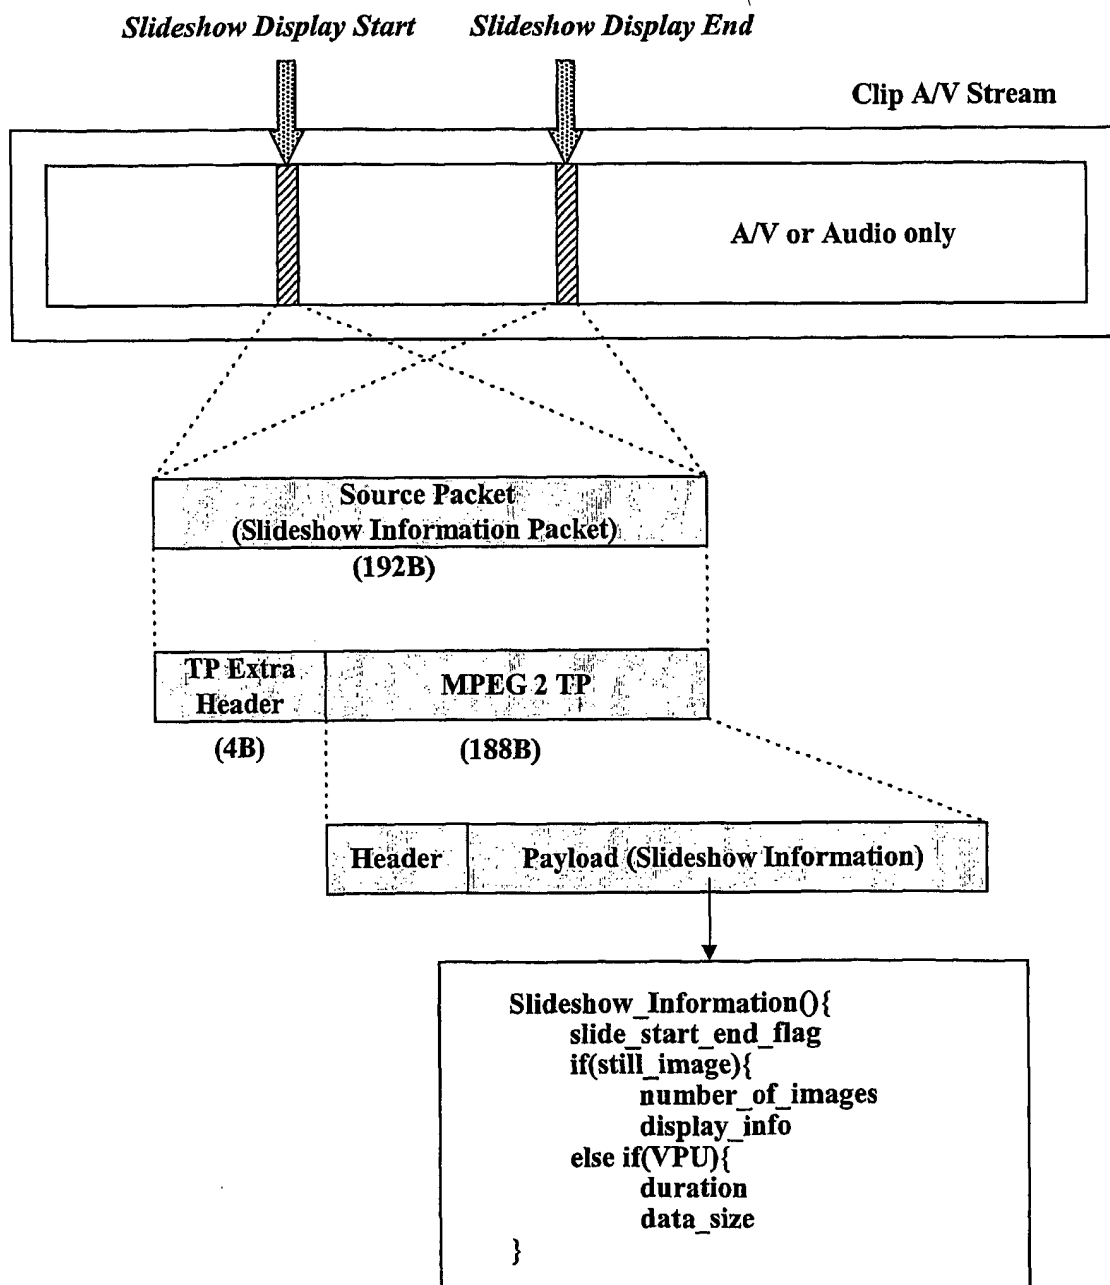 Slideshow Display Start
Slideshow Display End
Clip A/V Stream
A/V or Audio only
Source Packet
(Slideshow Information Packet)
(192B)
TP Extra
Header
MPEG 2 TP
(4B)
(188B)
Header
Payload (Slideshow Information)
Slideshow_Information(){
slide_start_end_flag
if(still_image){
number_of_images
display_info
else if(VPU){
duration
data_size
}